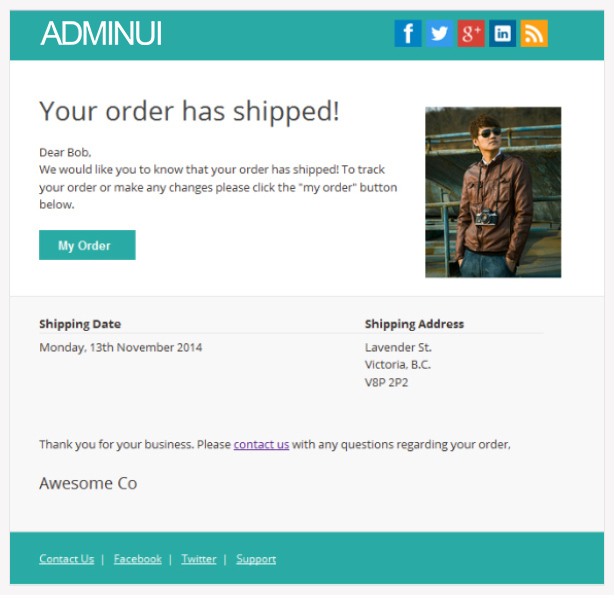 ADMINUI
f
g+
in
Your order has shipped!
Dear Bob,
We would like you to know that your order has shipped! To track
your order or make any changes please click the "my order" button
below.
My Order
Shipping Date
Monday, 13th November 2014
Shipping Address
Lavender St.
Victoria, B.C.
V8P 2P2
Thank you for your business. Please contact us with any questions regarding your order,
Awesome Co
Contact Us | Facebook | Twitter | Support